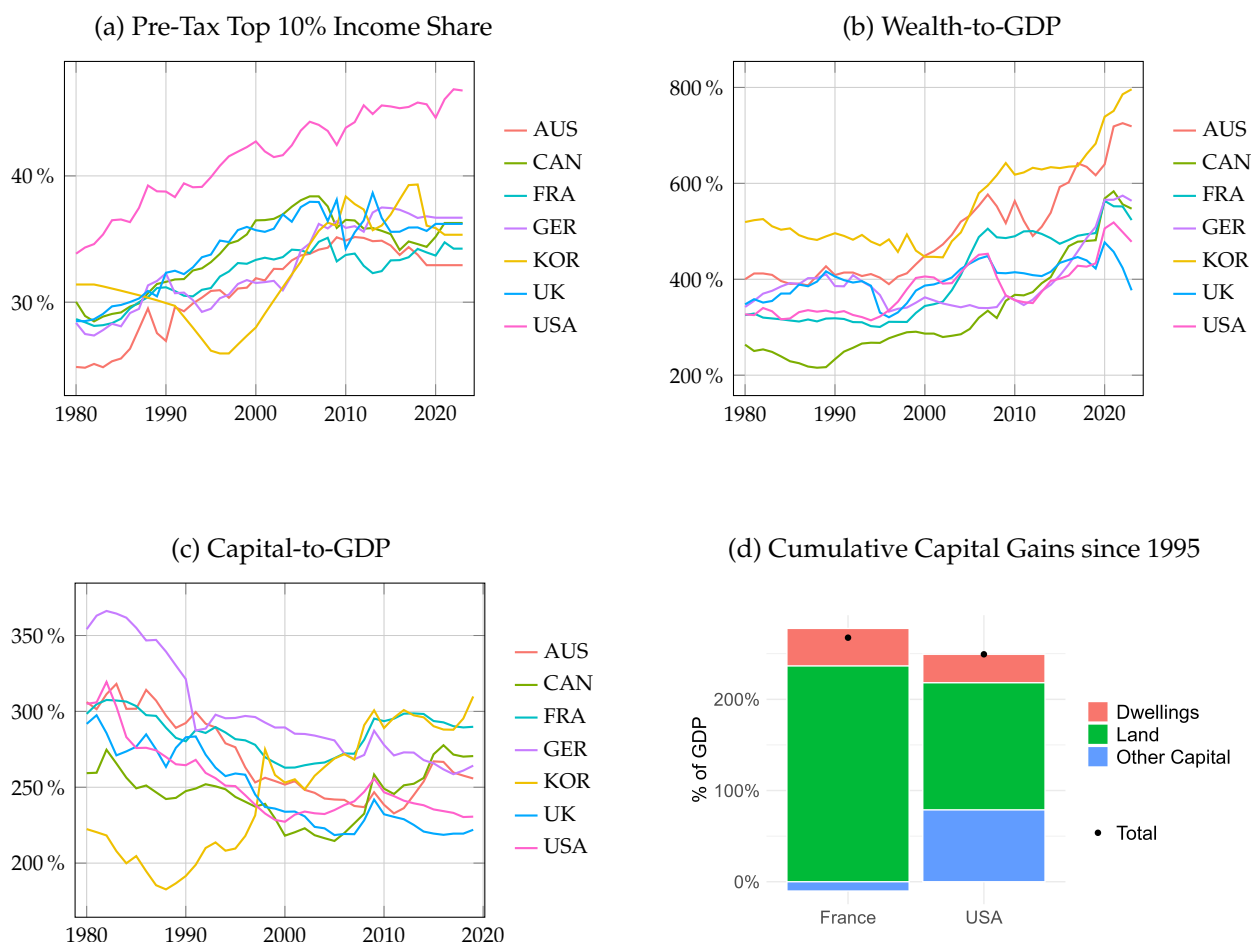 (a) Pre-Tax Top 10% Income Share
40 %
30 %
1980 1990 2000 2010 2020
AUS
CAN
FRA
GER
KOR
UK
USA
(b) Wealth-to-GDP
800 %
600 %
400 %
200 %
1980 1990 2000 2010 2020
AUS
CAN
FRA
GER
KOR
UK
USA
(c) Capital-to-GDP
350 %
300 %
250 %
200 %
1980 1990 2000 2010 2020
AUS
CAN
FRA
GER
KOR
UK
USA
(d) Cumulative Capital Gains since 1995
% of GDP
200%
100%
0%
France USA
Dwellings
Land
Other Capital
Total